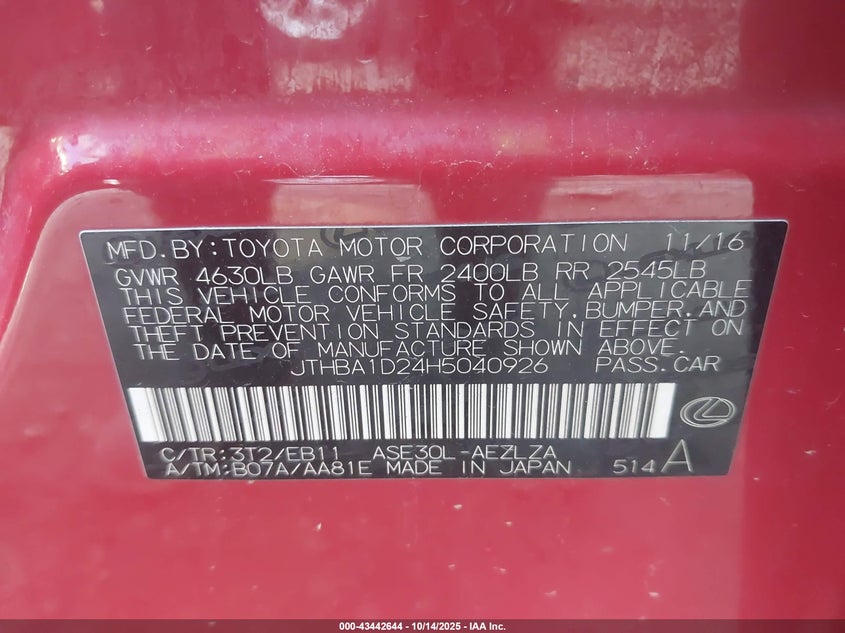 MFD.BY:TOYOTA MOTOR CORPORATION 11/16
GVWR 4630LB GAWR FR 2400LB RR 2545LB
THIS VEHICLE CONFORMS TO ALL APPLICABLE
FEDERAL MOTOR VEHICLE SAFETY,BUMPER,AND
THEFT PREVENTION STANDARDS IN EFFECT ON
THE DATE OF MANUFACTURE SHOWN ABOVE.
JTHBA1D24H5040926 PASS.CAR
C/TR:3T2/EB11 ASE30L-AEZLZA
A/TM:B07A/AA81E MADE IN JAPAN 514A
000-43442644 - 10/14/2025 - IAA Inc.